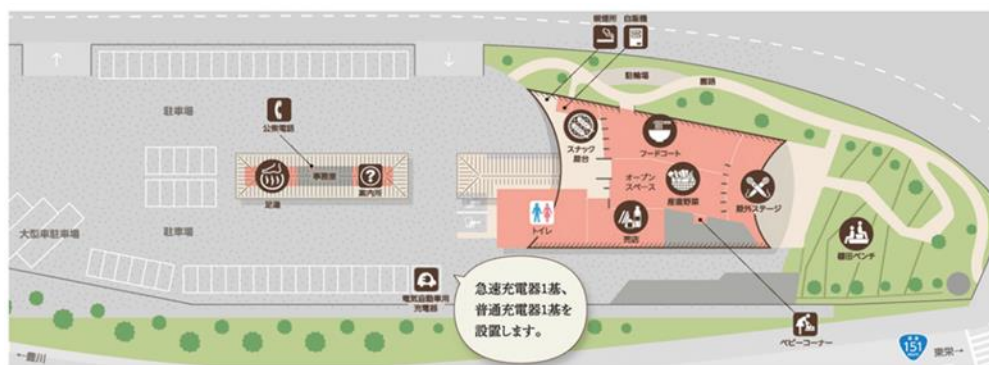 喫煙所
自販機
駐輪場
園路
駐車場
公衆電話
スナック
屋台
フードコート
事務室
足湯
案内所
オープン
スペース
産直野菜
野外ステージ
トイレ
売店
大型車駐車場
駐車場
棚田ベンチ
電気自動車用
充電器
急速充電器1基、
普通充電器1基を
設置します。
ベビーコーナー
←豊川
151
東栄→